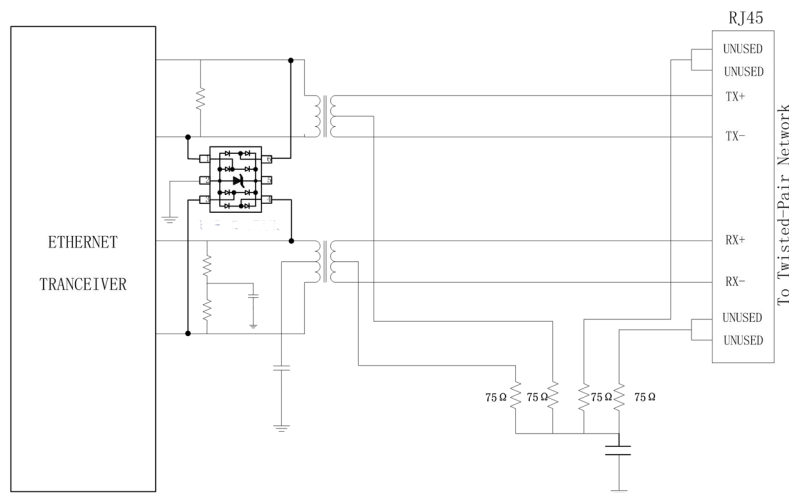 RJ45
UNUSED
UNUSED
TX+
TX-
ETHERNET
TRANCEIVER
RX+
RX-
UNUSED
UNUSED
To Twisted-Pair Network
75Ω 75Ω 75Ω 75Ω